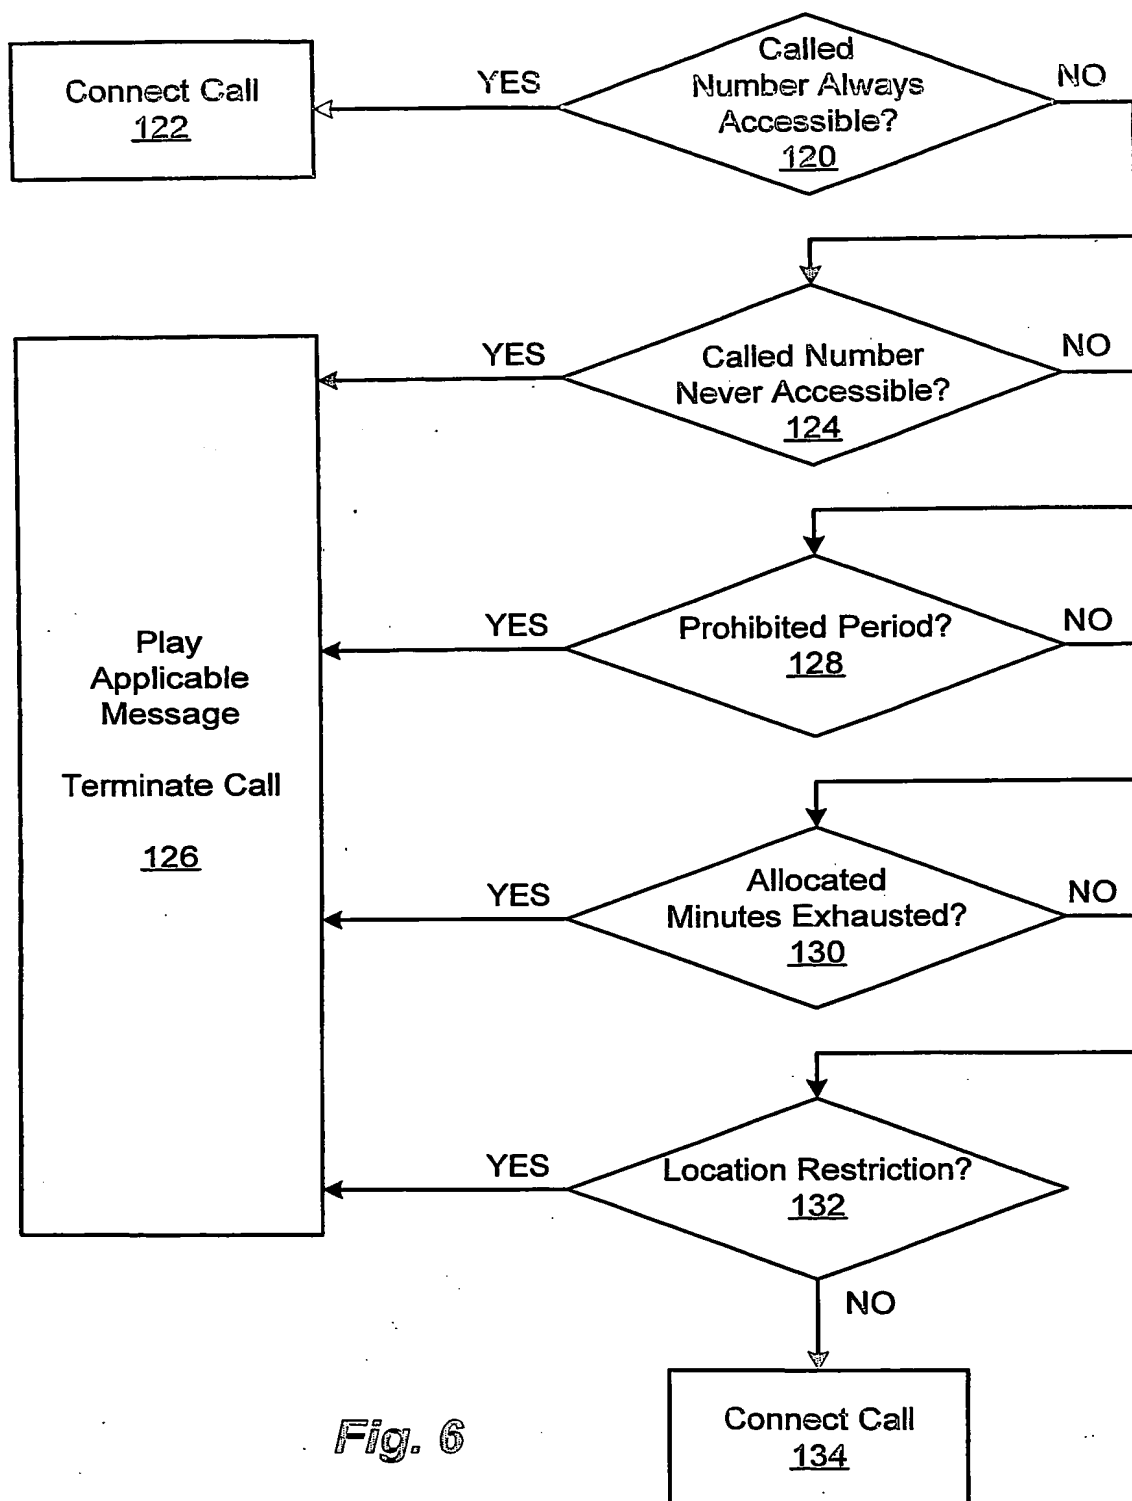 Called
Number Always
Accessible?
120
YES
NO
Connect Call
122
Called Number
Never Accessible?
124
YES
NO
Prohibited Period?
128
YES
NO
Play
Applicable
Message
Terminate Call
126
Allocated
Minutes Exhausted?
130
YES
NO
Location Restriction?
132
YES
NO
Connect Call
134
Fig. 6